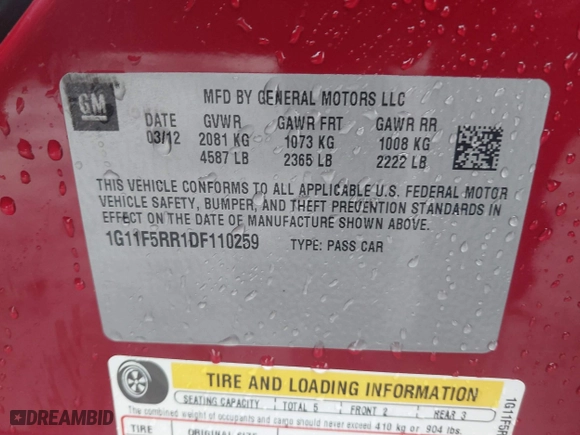 GM
MFD BY GENERAL MOTORS LLC
DATE GVWR GAWR FRT GAWR RR
03/12 2081 KG 1073 KG 1008 KG
4587 LB 2365 LB 2222 LB
THIS VEHICLE CONFORMS TO ALL APPLICABLE U.S. FEDERAL MOTOR
VEHICLE SAFETY, BUMPER, AND THEFT PREVENTION STANDARDS IN
EFFECT ON THE DATE OF MANUFACTURE SHOWN ABOVE.
1G11F5RR1DF110259 TYPE: PASS CAR
TIRE AND LOADING INFORMATION
SEATING CAPACITY TOTAL 5 FRONT 2 REAR 3
The combined weight of occupants and cargo should never exceed 410 kg or 904 lbs.
TIRE
1G11F5R
DREAMBID